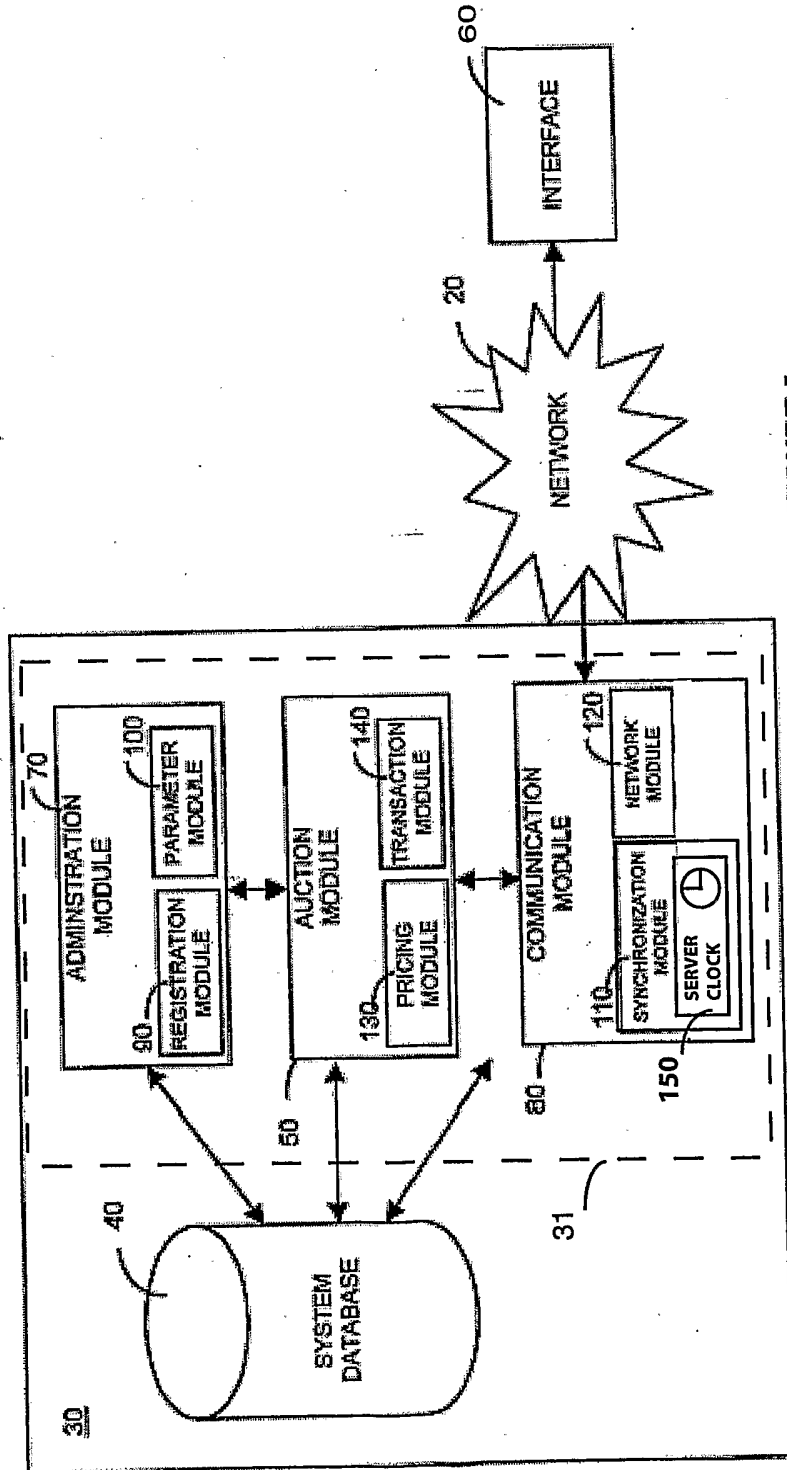 30
40
SYSTEM
DATABASE
31
70
ADMINSTRATION
MODULE
90
REGISTRATION
MODULE
100
PARAMETER
MODULE
50
AUCTION
MODULE
130
PRICING
MODULE
140
TRANSACTION
MODULE
80
COMMUNICATION
MODULE
110
SYNCHRONIZATION
MODULE
SERVER
CLOCK
150
120
NETWORK
MODULE
20
NETWORK
60
INTERFACE